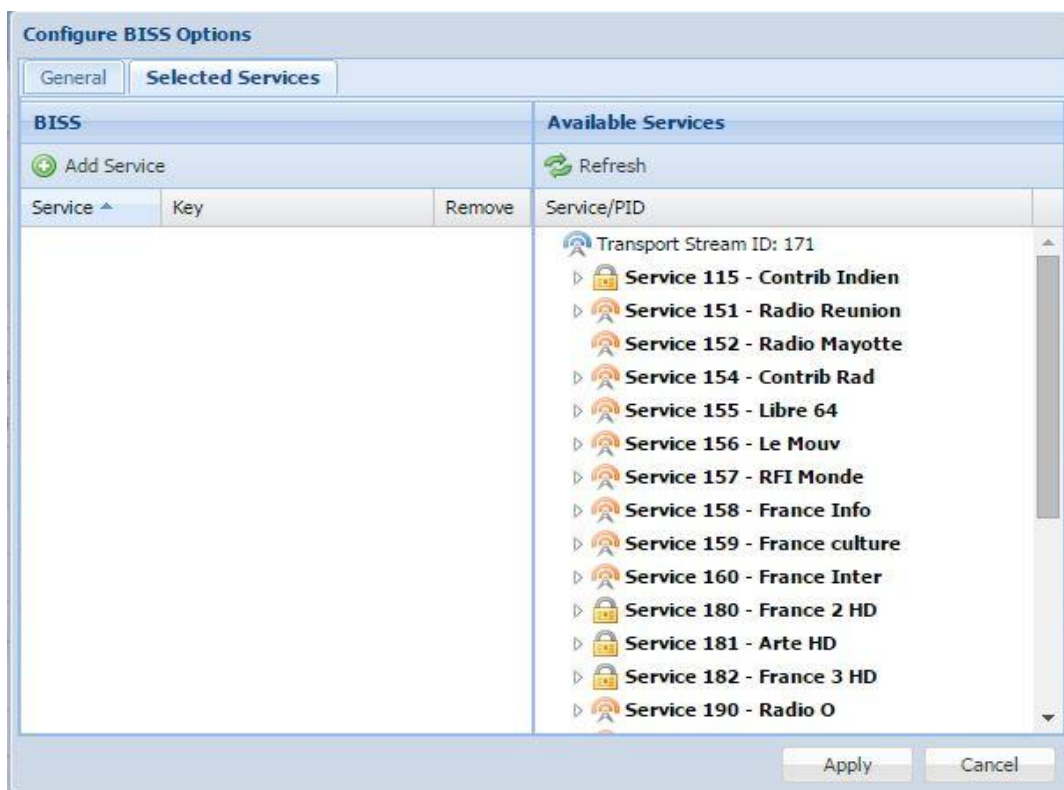 Configure BISS Options
General Selected Services
BISS
Add Service
Service Key Remove
Available Services
Refresh
Service/PID
Transport Stream ID: 171
Service 115 - Contrib Indien
Service 151 - Radio Reunion
Service 152 - Radio Mayotte
Service 154 - Contrib Rad
Service 155 - Libre 64
Service 156 - Le Mouv
Service 157 - RFI Monde
Service 158 - France Info
Service 159 - France culture
Service 160 - France Inter
Service 180 - France 2 HD
Service 181 - Arte HD
Service 182 - France 3 HD
Service 190 - Radio O
Apply Cancel